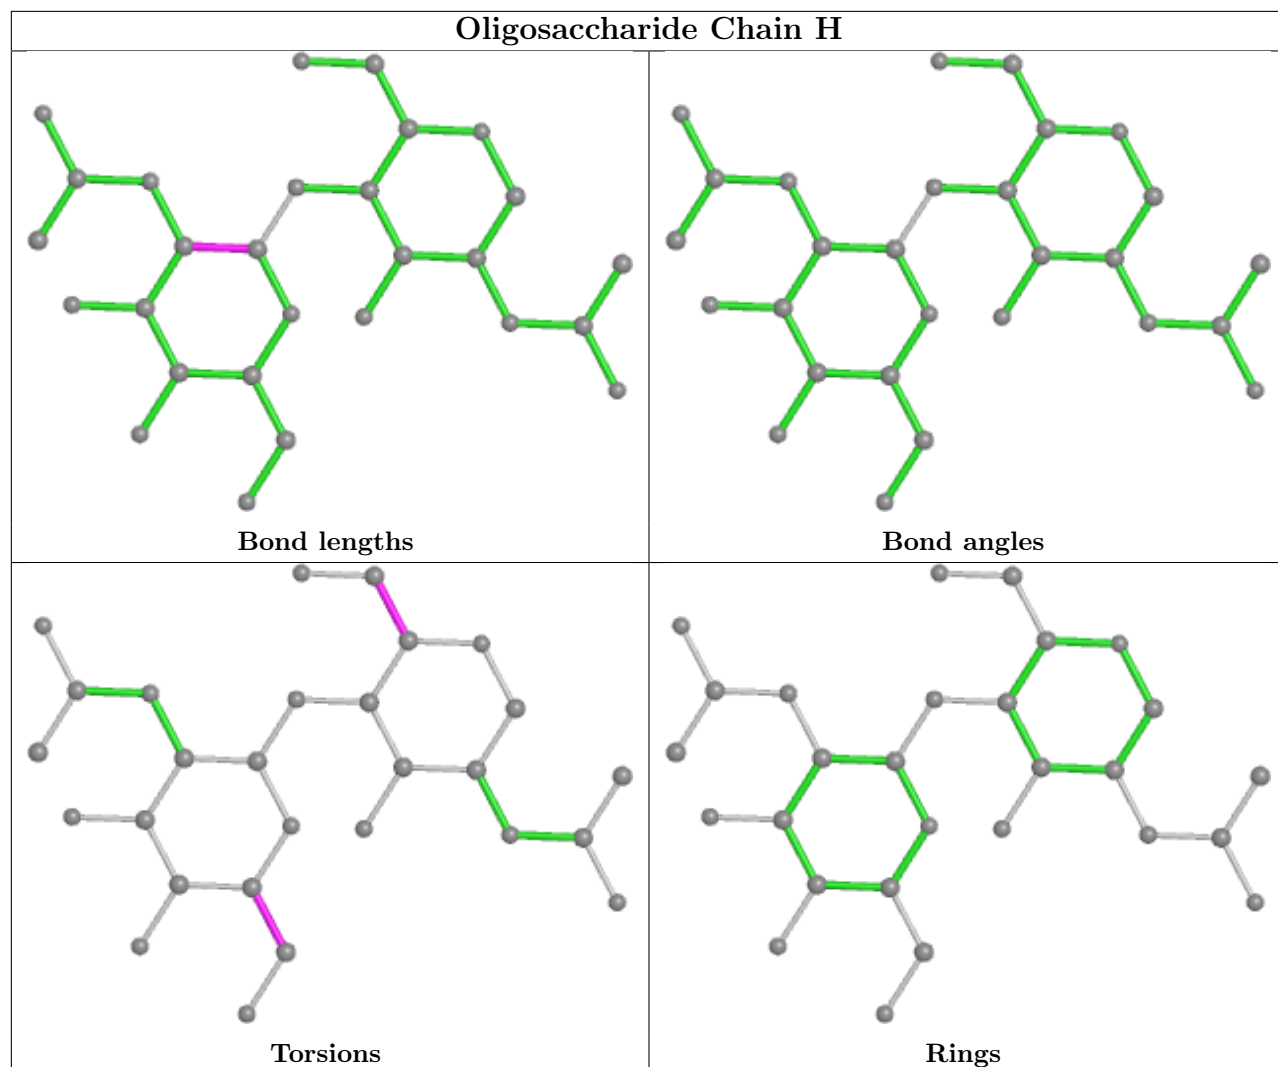 Oligosaccharide Chain H
Bond lengths
Bond angles
Torsions
Rings